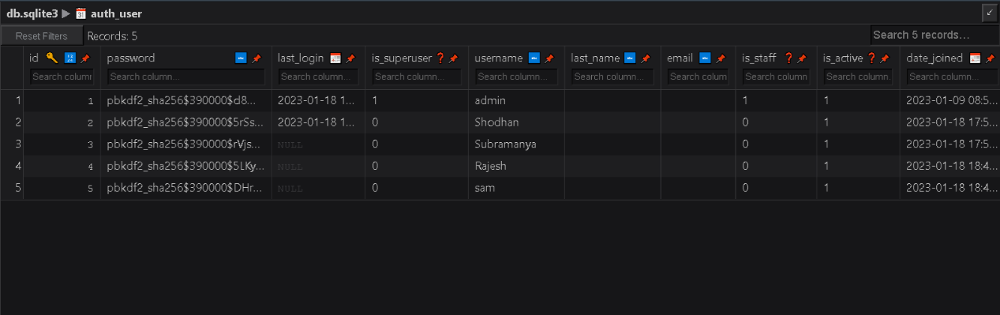 db.sqlite3 ▶ auth_user
Reset Filters Records: 5 Search 5 records...
id password last_login is_superuser username last_name email is_staff is_active date_joined
Search column Search column... Search column... Search column... Search column... Search column... Search colum Search column Search column. Search column...
1 1 pbkdf2_sha256$390000$d8... 2023-01-18 1... 1 admin 1 1 2023-01-09 08:5...
2 2 pbkdf2_sha256$390000$5rSs... 2023-01-18 1... 0 Shodhan 0 1 2023-01-18 17:5...
3 3 pbkdf2_sha256$390000$rVjs... NULL 0 Subramanya 0 1 2023-01-18 17:5...
4 4 pbkdf2_sha256$390000$5LKy... NULL 0 Rajesh 0 1 2023-01-18 18:4...
5 5 pbkdf2_sha256$390000$DHr... NULL 0 sam 0 1 2023-01-18 18:4...